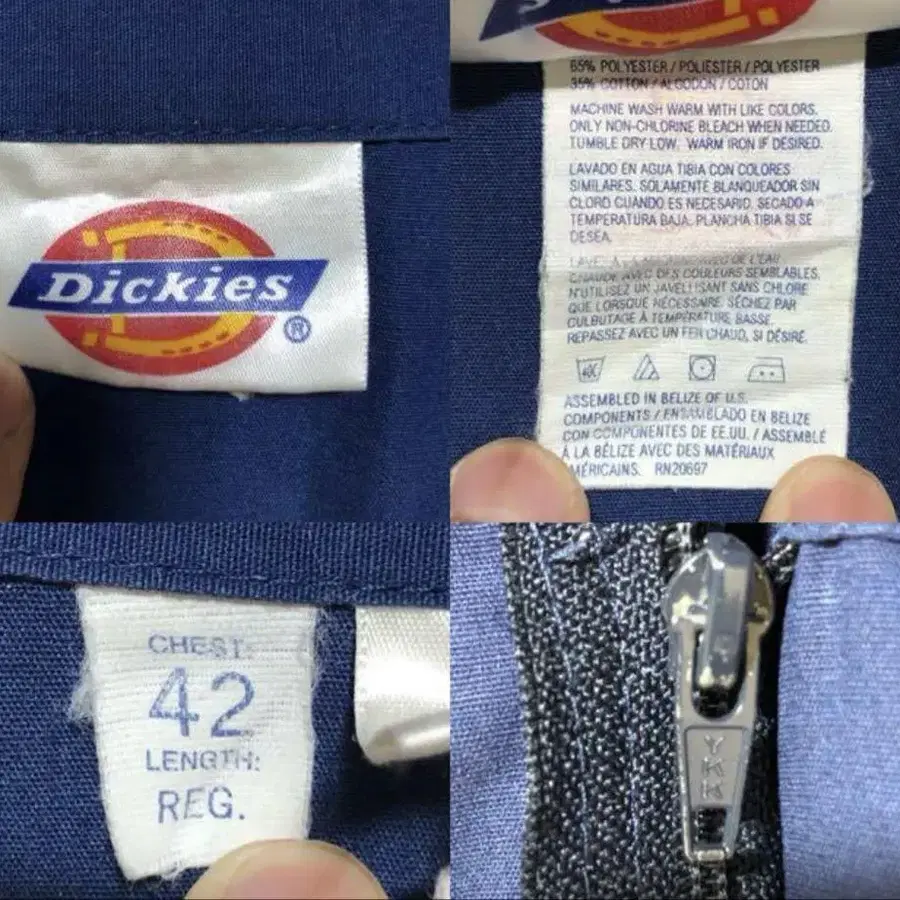 Dickies
®
65% POLYESTER / POLIESTER / POLYESTER
35% COTTON / ALGODON / COTON
MACHINE WASH WARM WITH LIKE COLORS.
ONLY NON-CHLORINE BLEACH WHEN NEEDED.
TUMBLE DRY LOW. WARM IRON IF DESIRED.
LAVADO EN AGUA TIBIA CON COLORES
SIMILARES. SOLAMENTE BLANQUEADOR SIN
CLORO CUANDO ES NECESARIO. SECADO A
TEMPERATURA BAJA. PLANCHA TIBIA SI SE
DESEA.
DE L'EAU
CHAUDE AVEC DES COULEURS SEMBLABLES.
N'UTILISEZ UN JAVELLISANT SANS CHLORE
QUE LORSQUE NÉCESSAIRE. SÉCHEZ PAR
CULBUTAGE À TEMPÉRATURE BASSE.
REPASSEZ AVEC UN FER CHAUD, SI DÉSIRÉ.
ASSEMBLED IN BELIZE OF U.S.
COMPONENTS / ENSAMBLADO EN BELIZE
CON COMPONENTES DE EE.UU. / ASSEMBLÉ
À LA BÉLIZE AVEC DES MATÉRIAUX
AMÉRICAINS. RN20697
CHEST:
42
LENGTH:
REG.
YKK